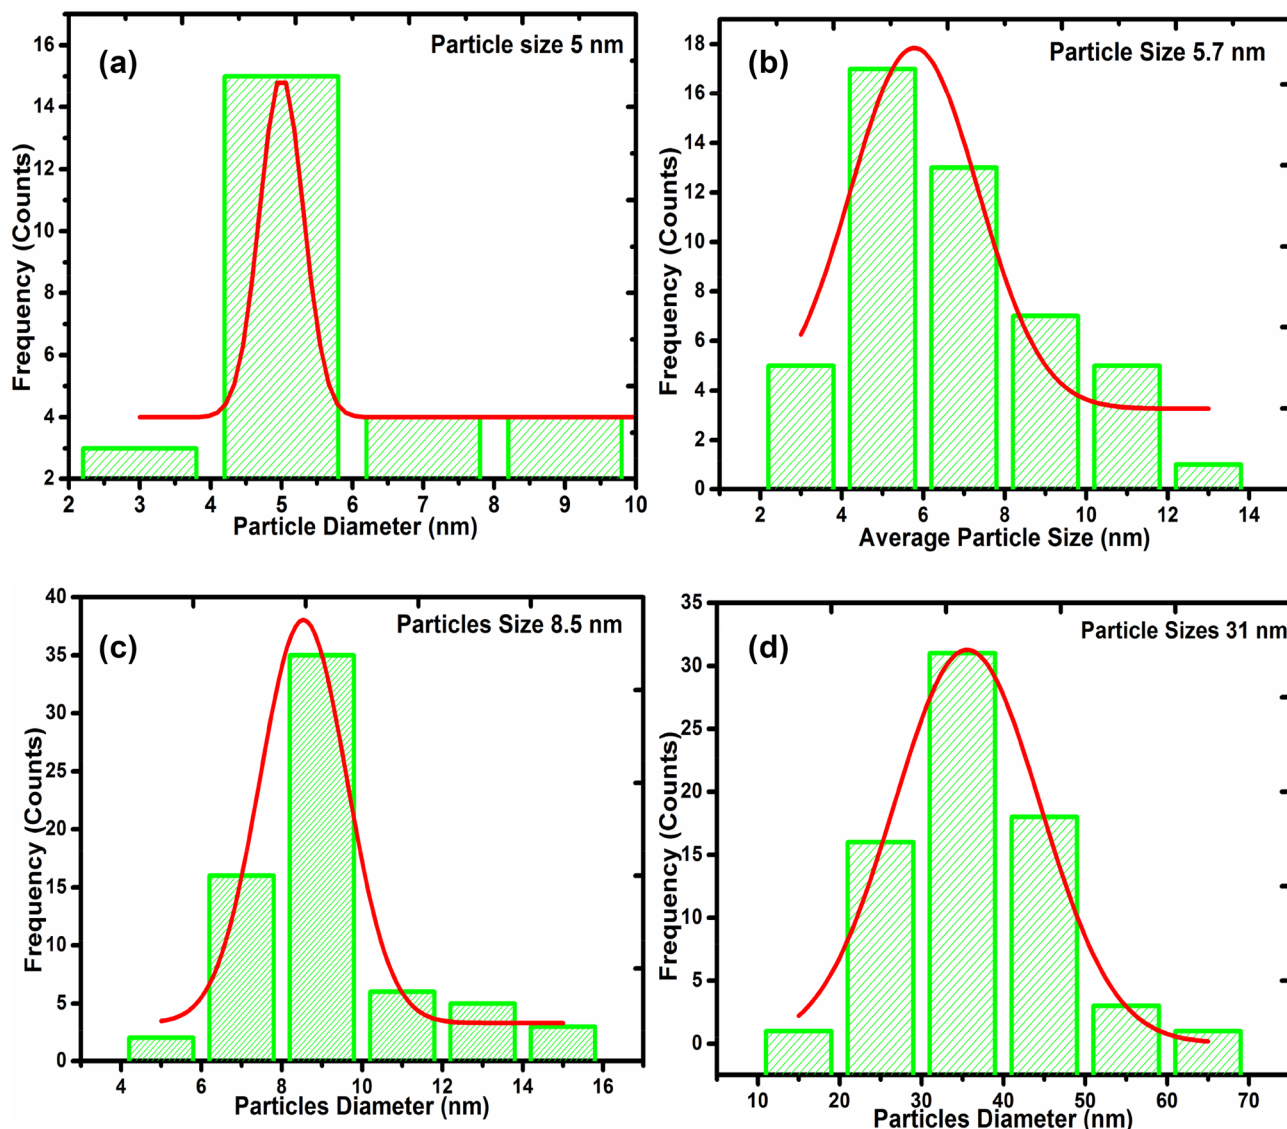 (a)
Particle size 5 nm
16
14
12
10
8
6
4
2
Frequency (Counts)
2 3 4 5 6 7 8 9 10
Particle Diameter (nm)
(b)
Particle Size 5.7 nm
18
16
14
12
10
8
6
4
2
0
Frequency (Counts)
2 4 6 8 10 12 14
Average Particle Size (nm)
(c)
Particles Size 8.5 nm
40
35
30
25
20
15
10
5
0
Frequency (Counts)
4 6 8 10 12 14 16
Particles Diameter (nm)
(d)
Particle Sizes 31 nm
35
30
25
20
15
10
5
0
Frequency (Counts)
10 20 30 40 50 60 70
Particles Diameter (nm)